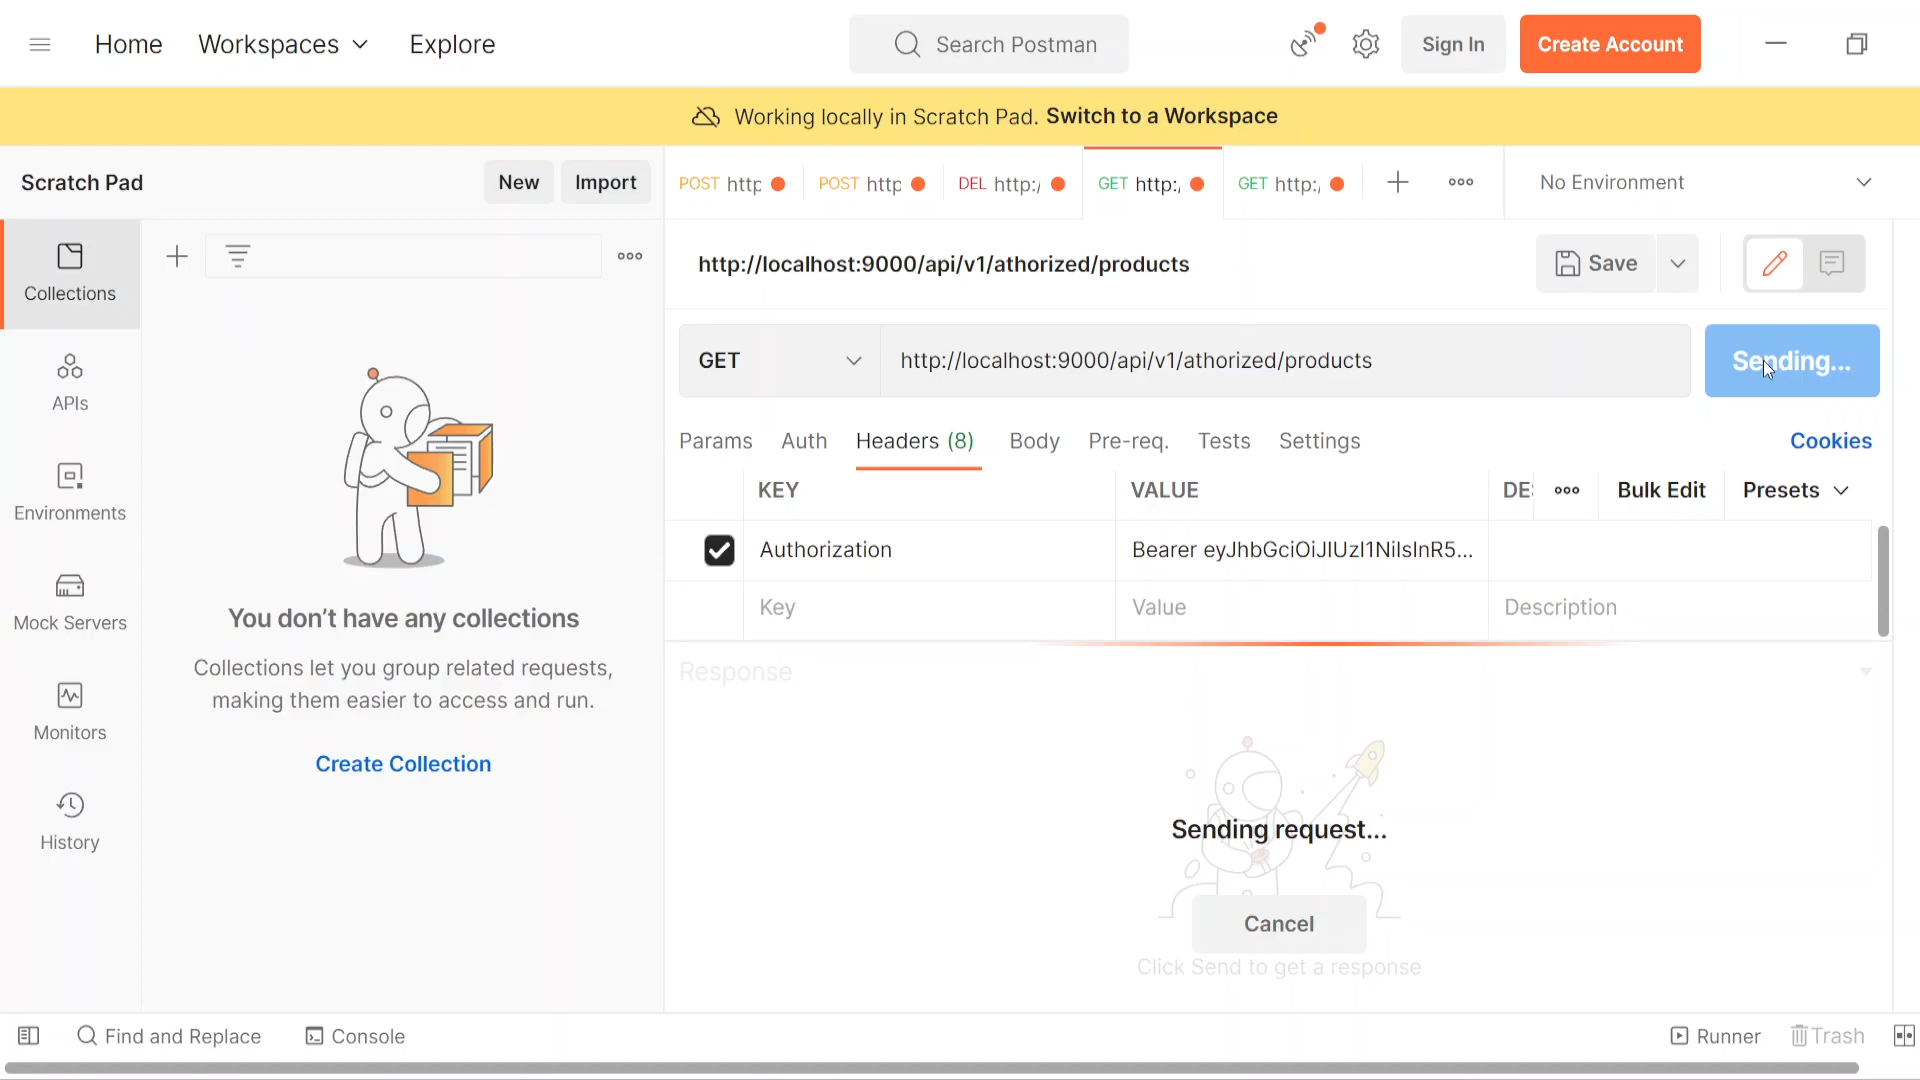 Home Workspaces Explore Search Postman Sign In Create Account
Working locally in Scratch Pad. Switch to a Workspace
Scratch Pad New Import POST http POST http DEL http:/ GET http:/ GET http:/ No Environment
Collections
http://localhost:9000/api/v1/athorized/products Save
GET http://localhost:9000/api/v1/athorized/products Sending...
APIs
Params Auth Headers (8) Body Pre-req. Tests Settings Cookies
KEY VALUE DES Bulk Edit Presets
Environments
Authorization Bearer eyJhbGciOiJIUzI1NiIsInR5...
Key Value Description
Mock Servers
You don't have any collections
Collections let you group related requests,
making them easier to access and run.
Response
Monitors
Create Collection
History
Sending request...
Cancel
Click Send to get a response
Find and Replace Console Runner Trash